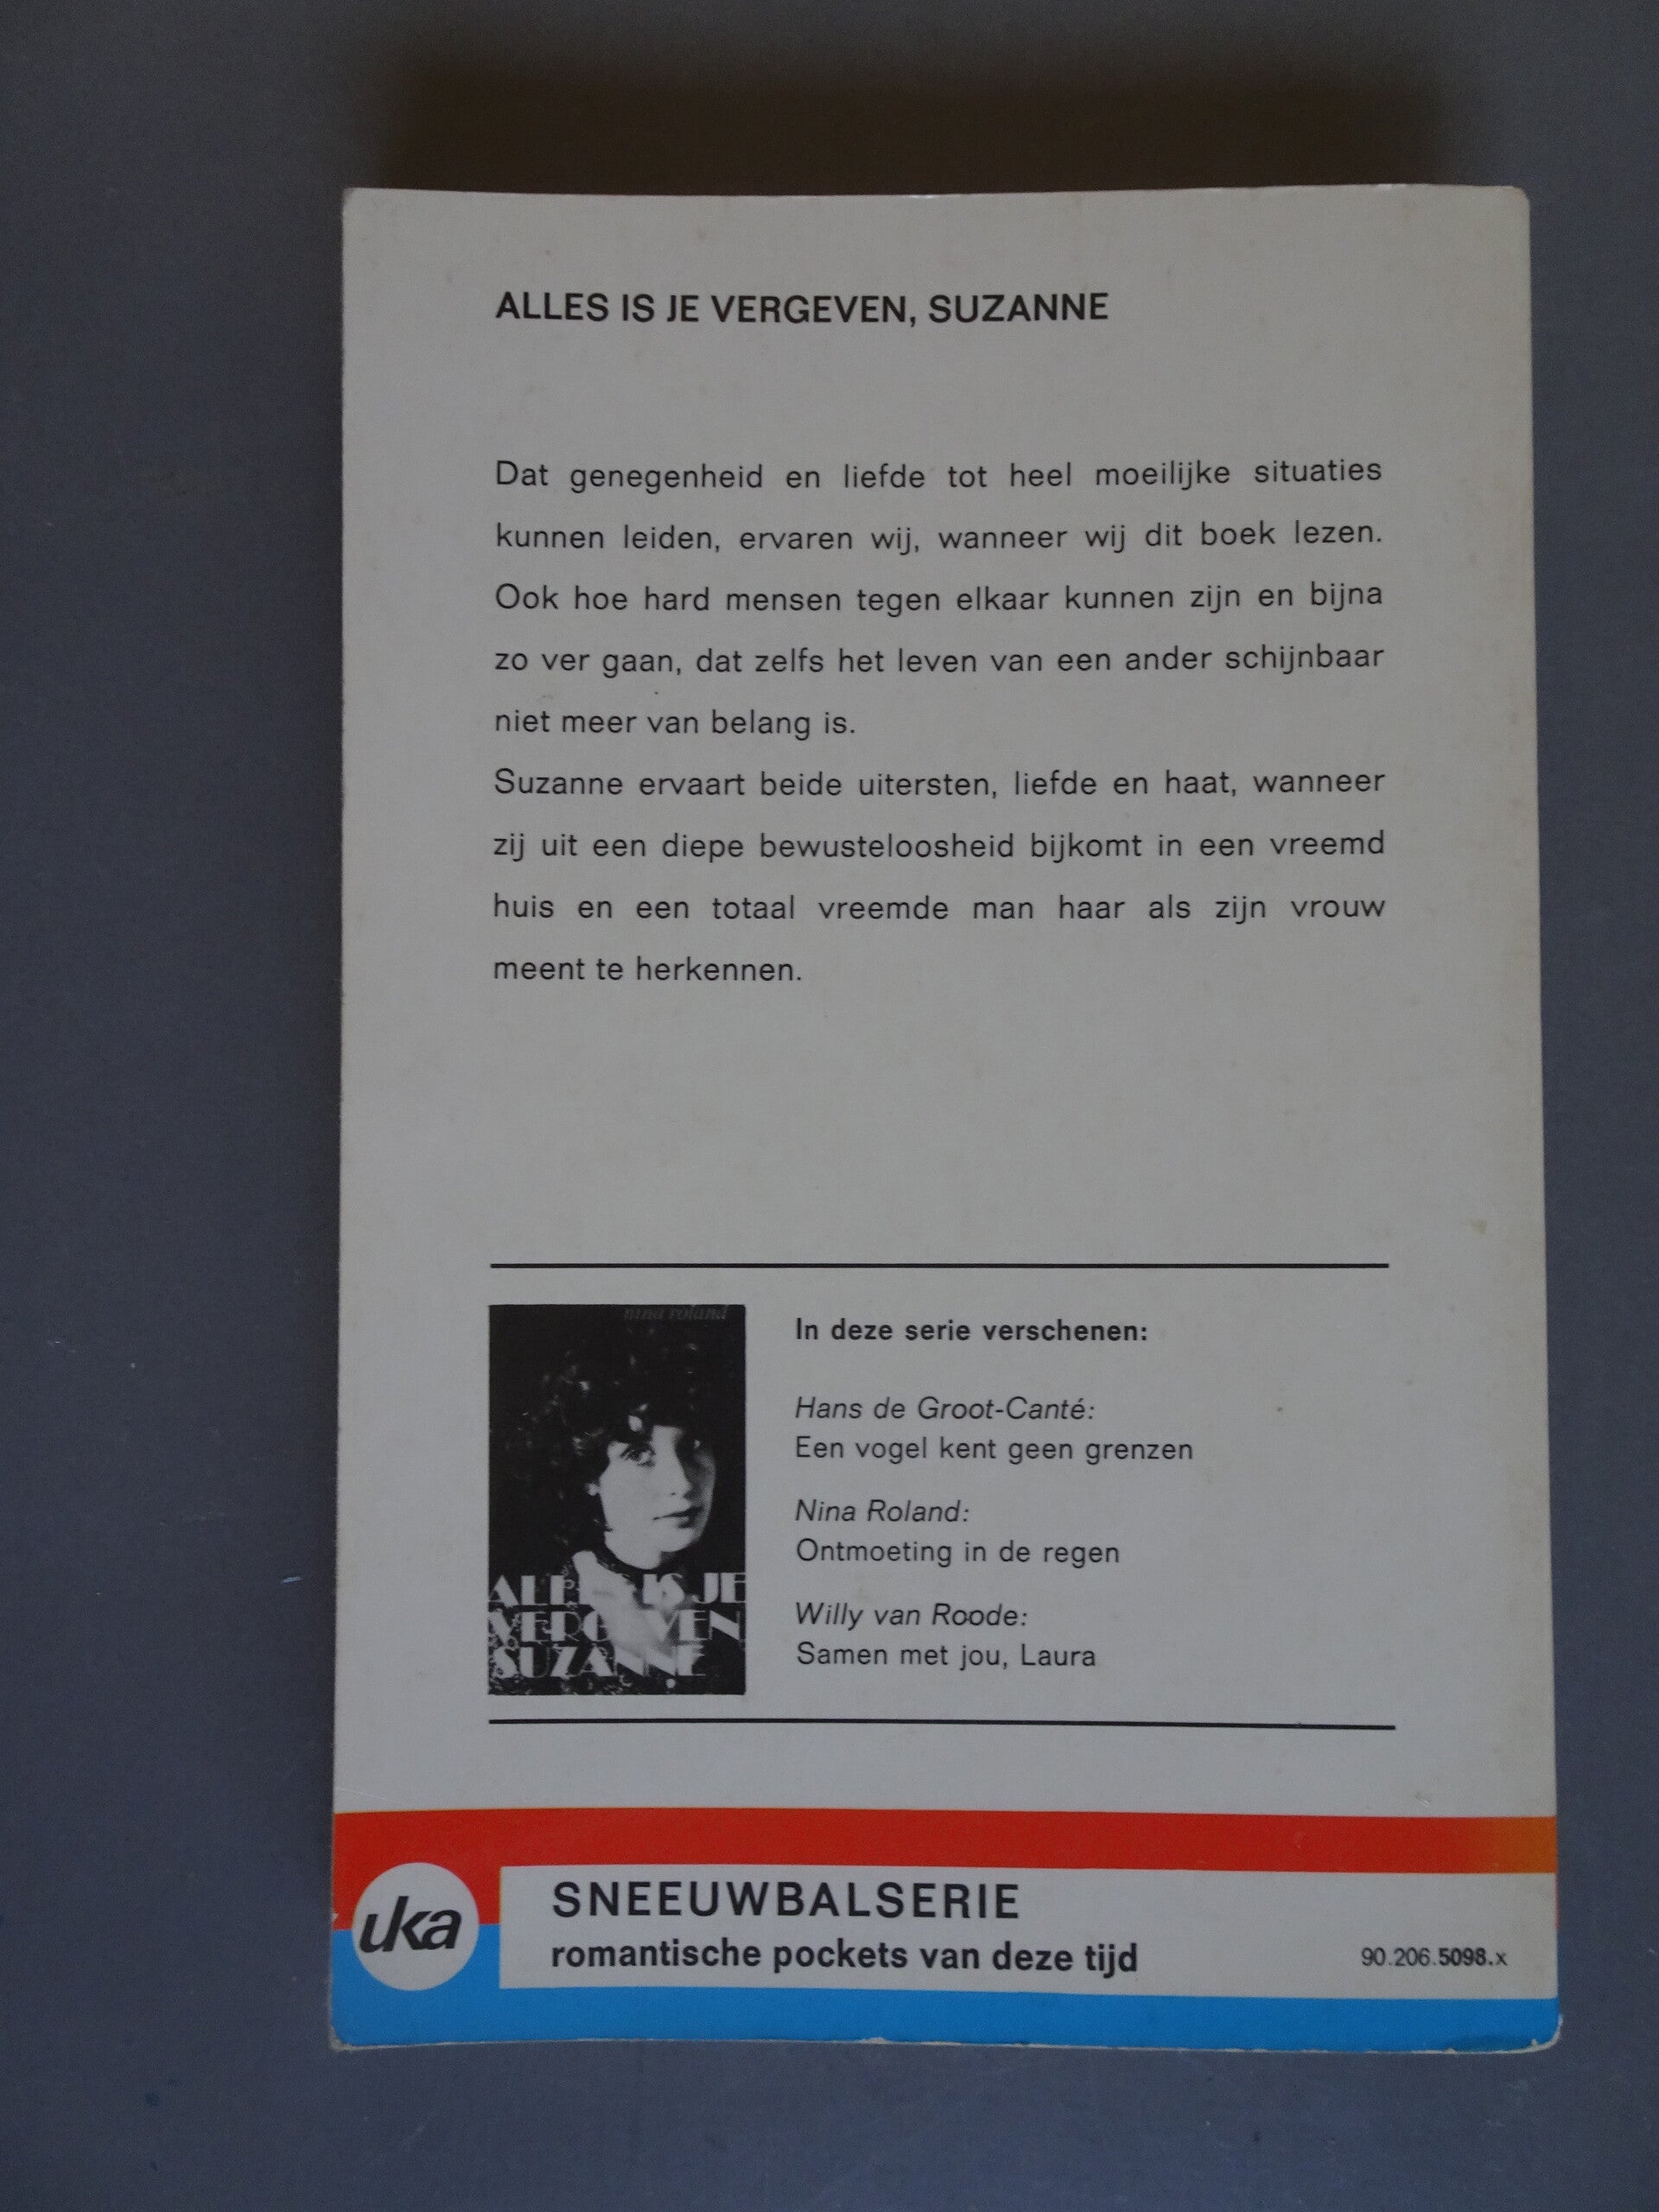 ALLES IS JE VERGEVEN, SUZANNE
Dat genegenheid en liefde tot heel moeilijke situaties
kunnen leiden, ervaren wij, wanneer wij dit boek lezen.
Ook hoe hard mensen tegen elkaar kunnen zijn en bijna
zo ver gaan, dat zelfs het leven van een ander schijnbaar
niet meer van belang is.
Suzanne ervaart beide uitersten, liefde en haat, wanneer
zij uit een diepe bewusteloosheid bijkomt in een vreemd
huis en een totaal vreemde man haar als zijn vrouw
meent te herkennen.
nina roland
ALLES IS JE
VERGEVEN
SUZANNE
In deze serie verschenen:
Hans de Groot-Canté:
Een vogel kent geen grenzen
Nina Roland:
Ontmoeting in de regen
Willy van Roode:
Samen met jou, Laura
uka
SNEEUWBALSERIE
romantische pockets van deze tijd
90.206.5098.x